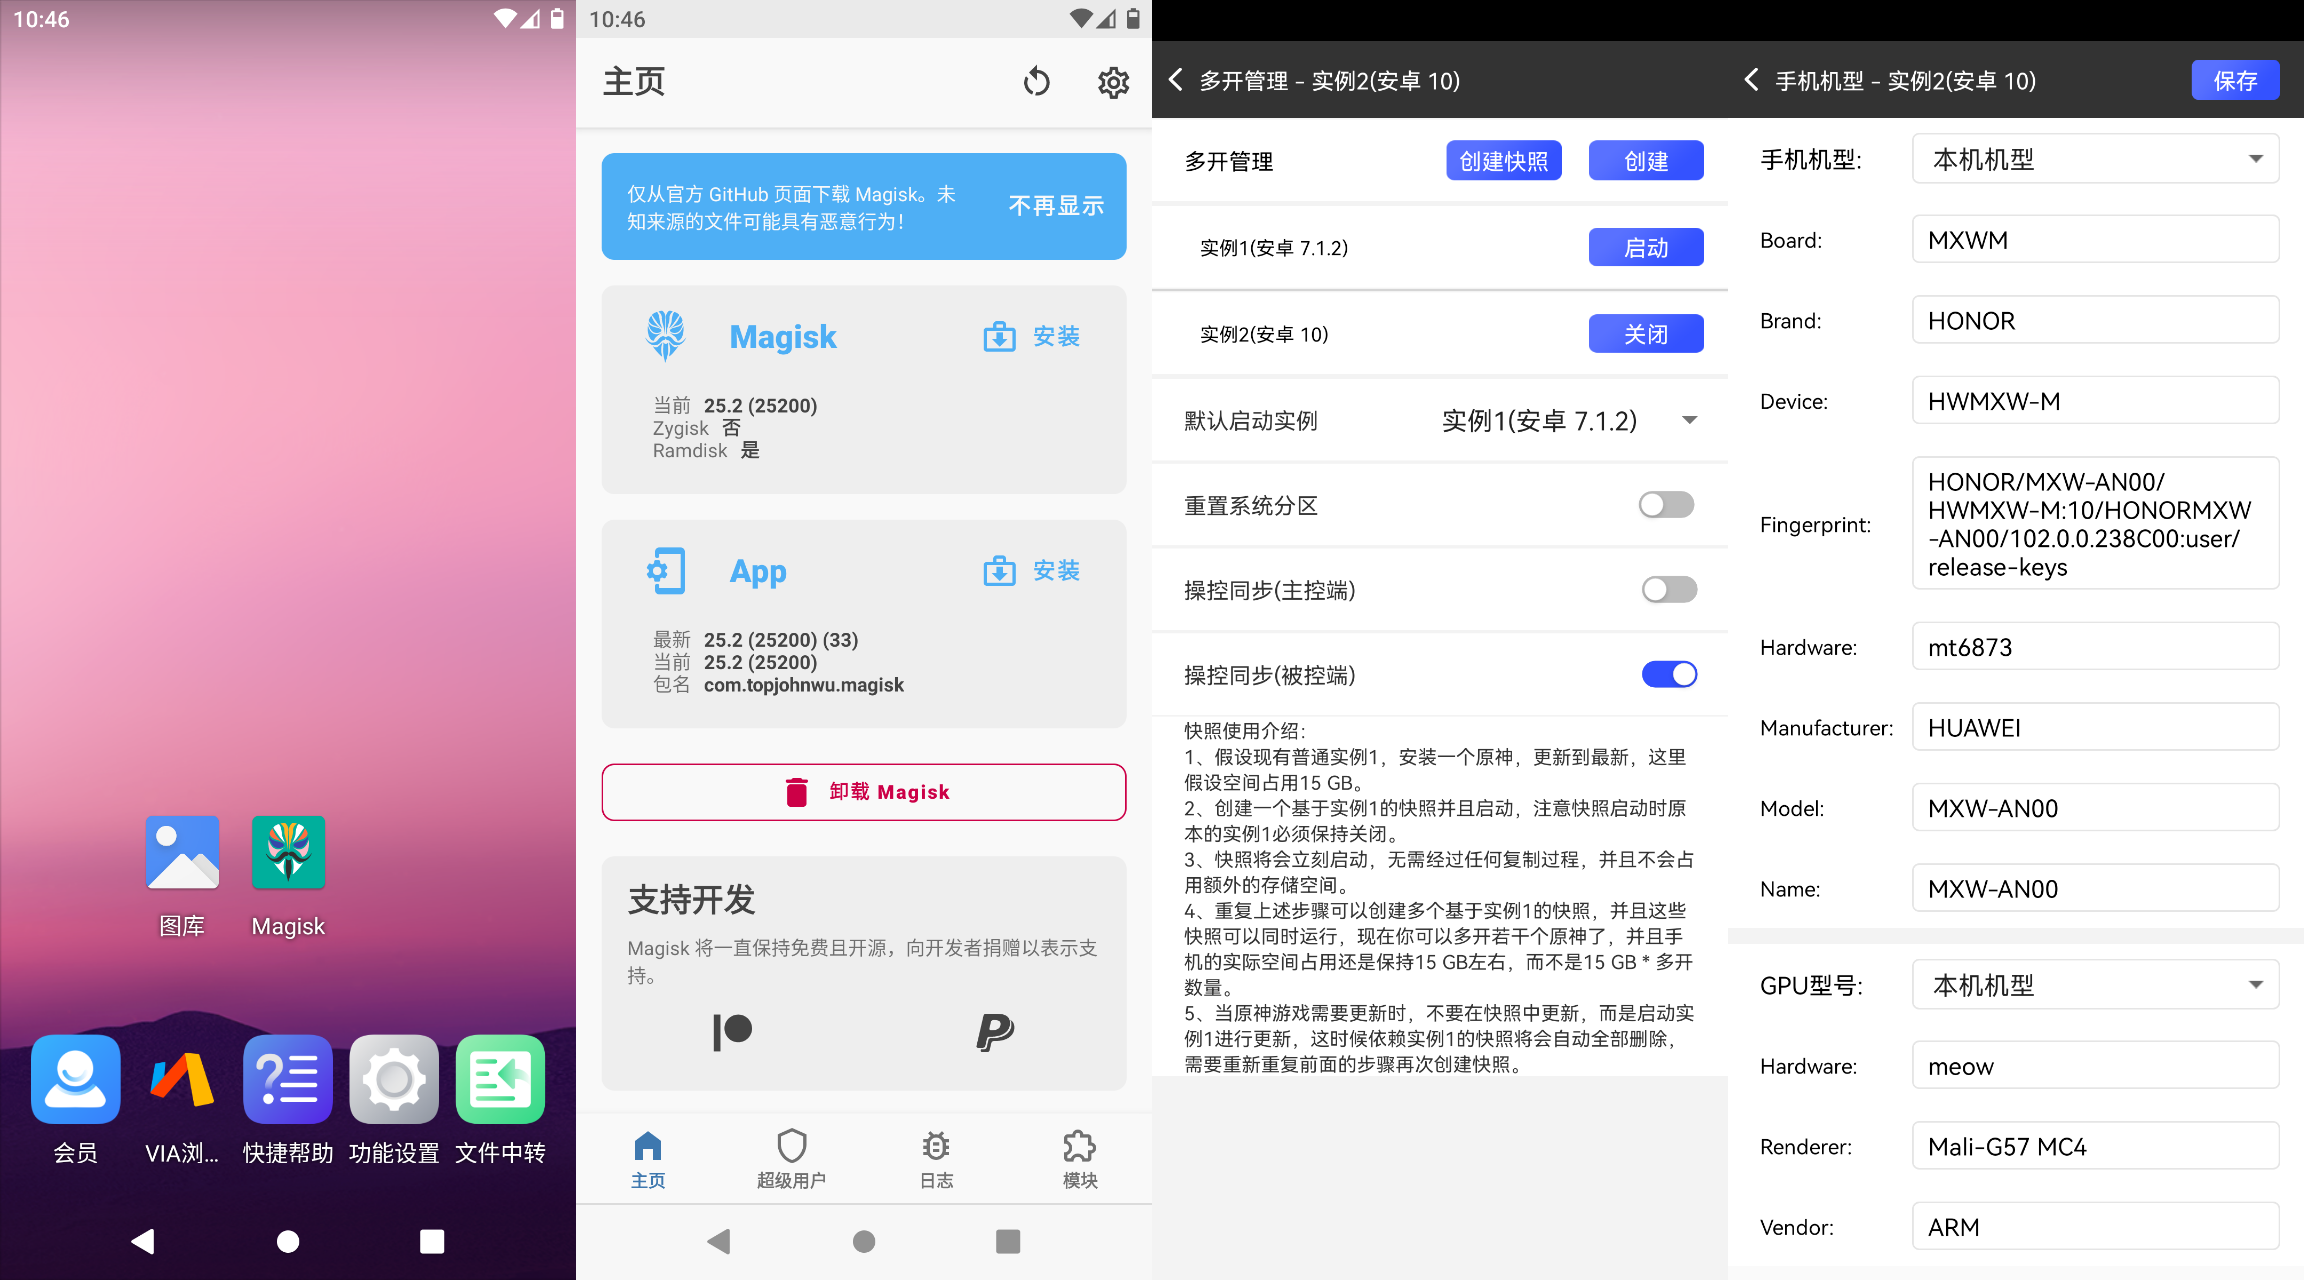 10:46
图库
Magisk
会员
VIA浏...
快捷帮助
功能设置
文件中转
10:46
主页
仅从官方 GitHub 页面下载 Magisk。未
知来源的文件可能具有恶意行为！
不再显示
Magisk
安装
当前 25.2 (25200)
Zygisk 否
Ramdisk 是
App
安装
最新 25.2 (25200) (33)
当前 25.2 (25200)
包名 com.topjohnwu.magisk
卸载 Magisk
支持开发
Magisk 将一直保持免费且开源，向开发者捐赠以表示支
持。
主页
超级用户
日志
模块
多开管理 - 实例2(安卓 10)
多开管理
创建快照
创建
实例1(安卓 7.1.2)
启动
实例2(安卓 10)
关闭
默认启动实例
实例1(安卓 7.1.2)
重置系统分区
操控同步(主控端)
操控同步(被控端)
快照使用介绍:
1、假设现有普通实例1，安装一个原神，更新到最新，这里
假设空间占用15 GB。
2、创建一个基于实例1的快照并且启动，注意快照启动时原
本的实例1必须保持关闭。
3、快照将会立刻启动，无需经过任何复制过程，并且不会占
用额外的存储空间。
4、重复上述步骤可以创建多个基于实例1的快照，并且这些
快照可以同时运行，现在你可以多开若干个原神了，并且手
机的实际空间占用还是保持15 GB左右，而不是15 GB * 多开
数量。
5、当原神游戏需要更新时，不要在快照中更新，而是启动实
例1进行更新，这时候依赖实例1的快照将会自动全部删除，
需要重新重复前面的步骤再次创建快照。
手机机型 - 实例2(安卓 10)
保存
手机机型:
本机机型
Board:
MXWM
Brand:
HONOR
Device:
HWMXW-M
Fingerprint:
HONOR/MXW-AN00/
HWMXW-M:10/HONORMXW
-AN00/102.0.0.238C00:user/
release-keys
Hardware:
mt6873
Manufacturer:
HUAWEI
Model:
MXW-AN00
Name:
MXW-AN00
GPU型号:
本机机型
Hardware:
meow
Renderer:
Mali-G57 MC4
Vendor:
ARM